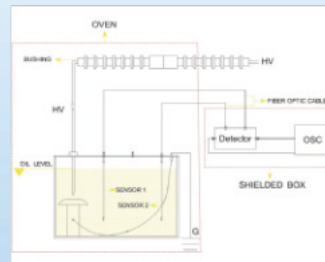 OVEN
BUSHING
HV
HV
FIBER OPTIC CABLE
Detector
OSC
OIL LEVEL
SENSOR 1
SHIELDED BOX
SENSOR 2
G